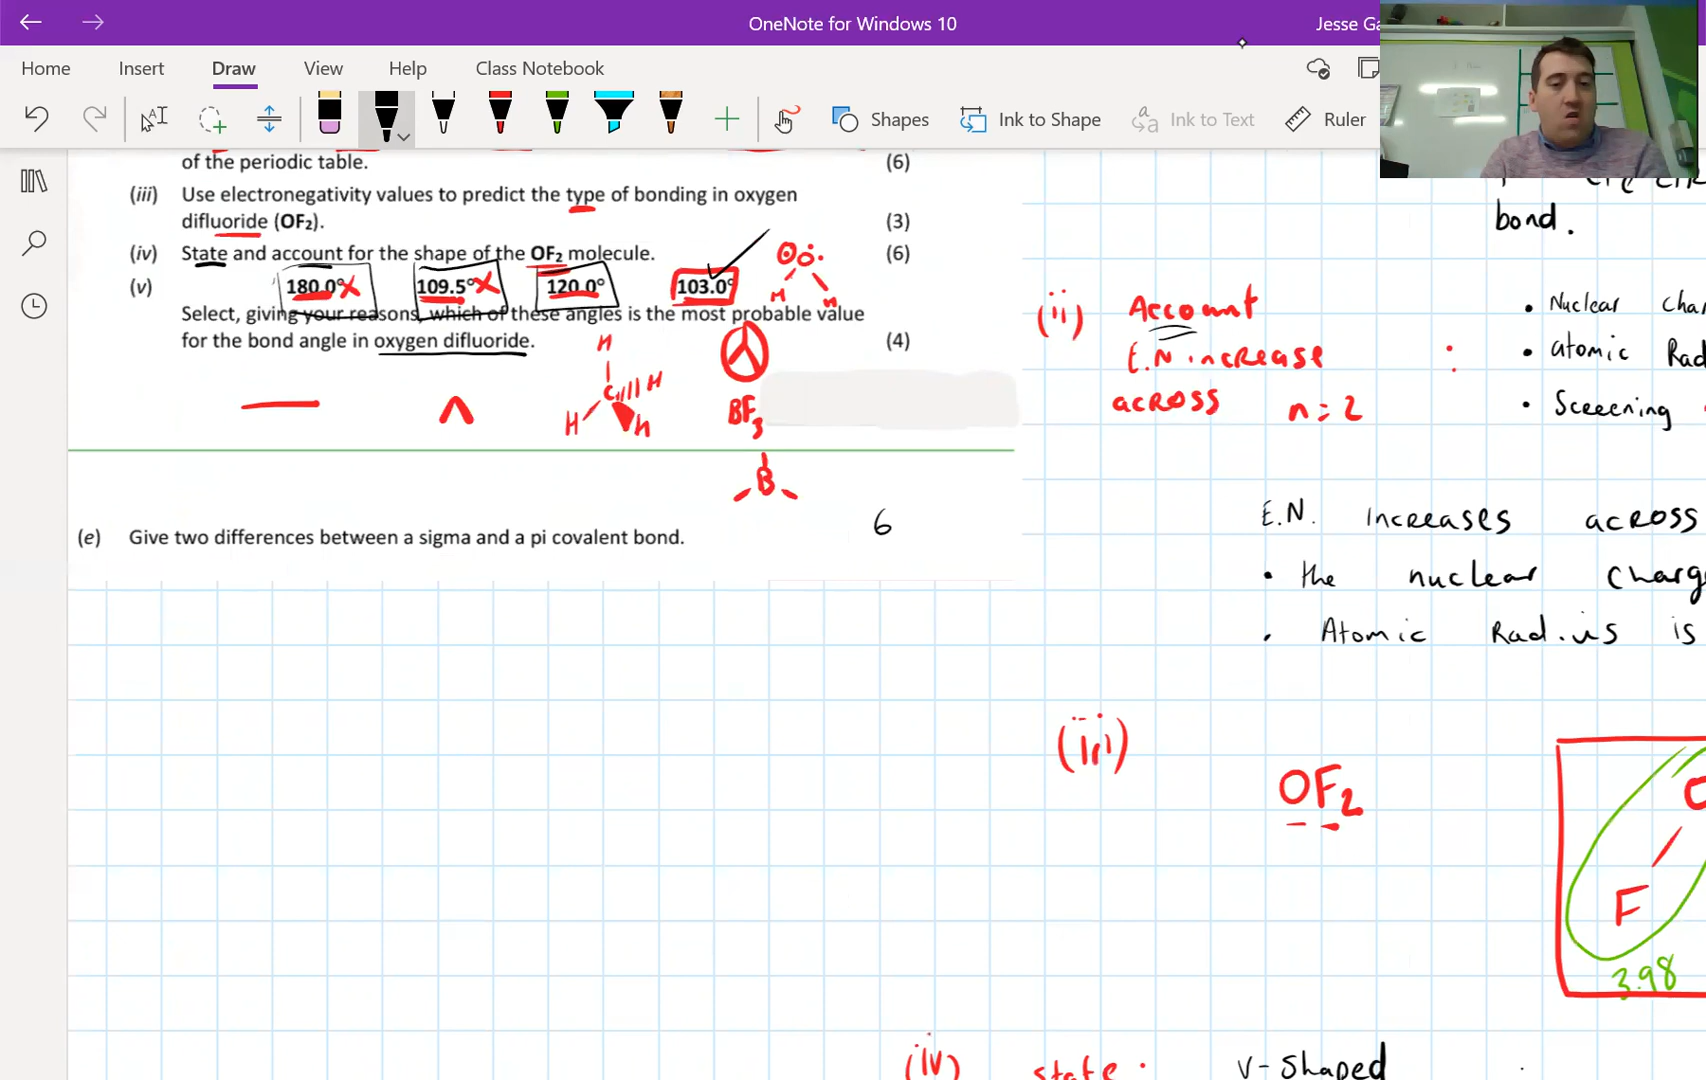 OneNote for Windows 10
Jesse Ga
Home Insert Draw View Help Class Notebook
Shapes Ink to Shape Ink to Text Ruler
of the periodic table. (6)
(iii) Use electronegativity values to predict the type of bonding in oxygen
difluoride (OF₂). (3)
(iv) State and account for the shape of the OF₂ molecule. (6)
(v) 180.0° X 109.5° X 120.0° 103.0°
Select, giving your reasons, which of these angles is the most probable value
for the bond angle in oxygen difluoride. (4)
O
H H
H
C H
H H
BF₃
B
(e) Give two differences between a sigma and a pi covalent bond. 6
bond.
(ii) Account
E.N increase :
across n=2
• Nuclear Char
• atomic Rad
• Screening
E.N. increases across
• the nuclear charg
• Atomic Radius is
(iii)
OF₂
F
3.98
(iv) state: v-shaped